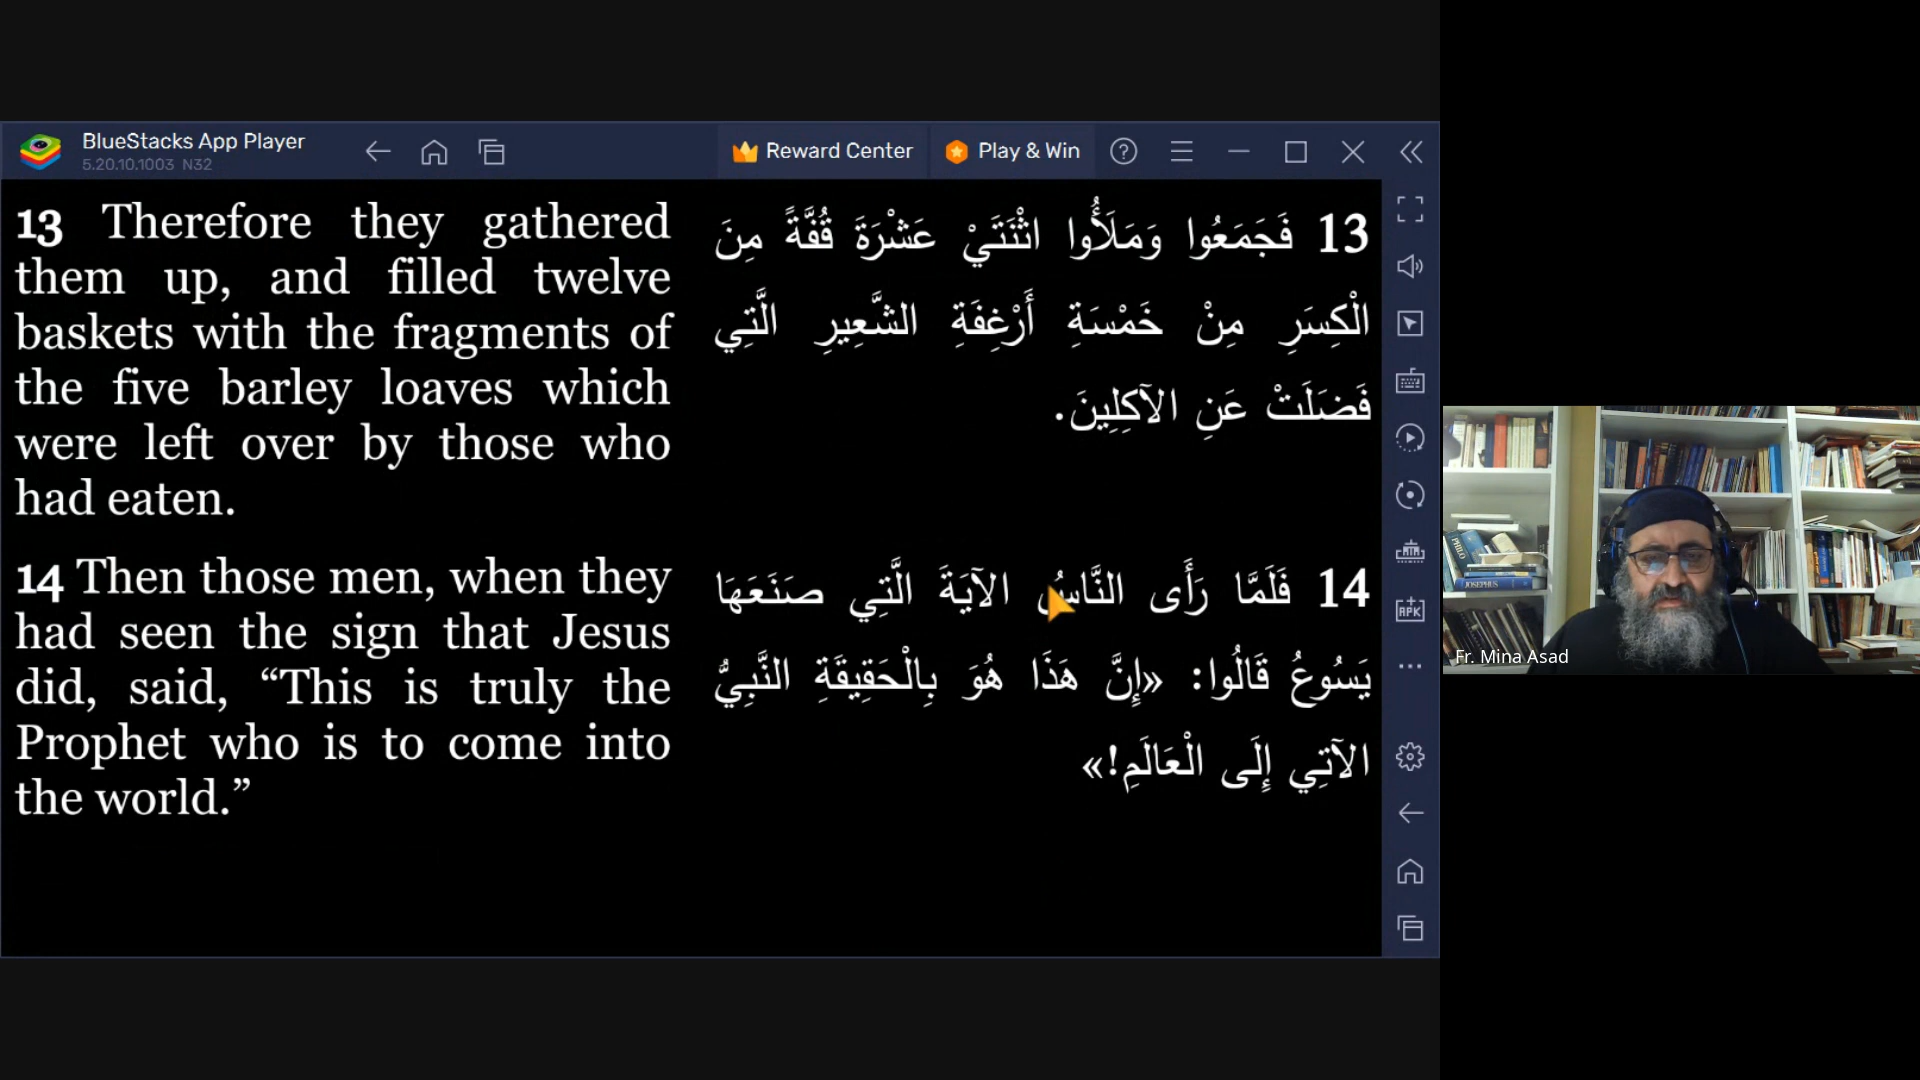 BlueStacks App Player
5.20.10.1003 N32
Reward Center
Play & Win
13 Therefore they gathered
them up, and filled twelve
baskets with the fragments of
the five barley loaves which
were left over by those who
had eaten.
14 Then those men, when they
had seen the sign that Jesus
did, said, “This is truly the
Prophet who is to come into
the world.”
13 فَجَمَعُوا وَمَلَأُوا اثْنَتَيْ عَشْرَةَ قُفَّةً مِنَ
الْكِسَرِ مِنْ خَمْسَةِ أَرْغِفَةِ الشَّعِيرِ الَّتِي
فَضَلَتْ عَنِ الآكِلِينَ.
14 فَلَمَّا رَأَى النَّاسُ الآيَةَ الَّتِي صَنَعَهَا
يَسُوعُ قَالُوا: «إِنَّ هَذَا هُوَ بِالْحَقِيقَةِ النَّبِيُّ
الآتِي إِلَى الْعَالَمِ!»
APK
PHILO
JOSEPHUS
Fr. Mina Asad